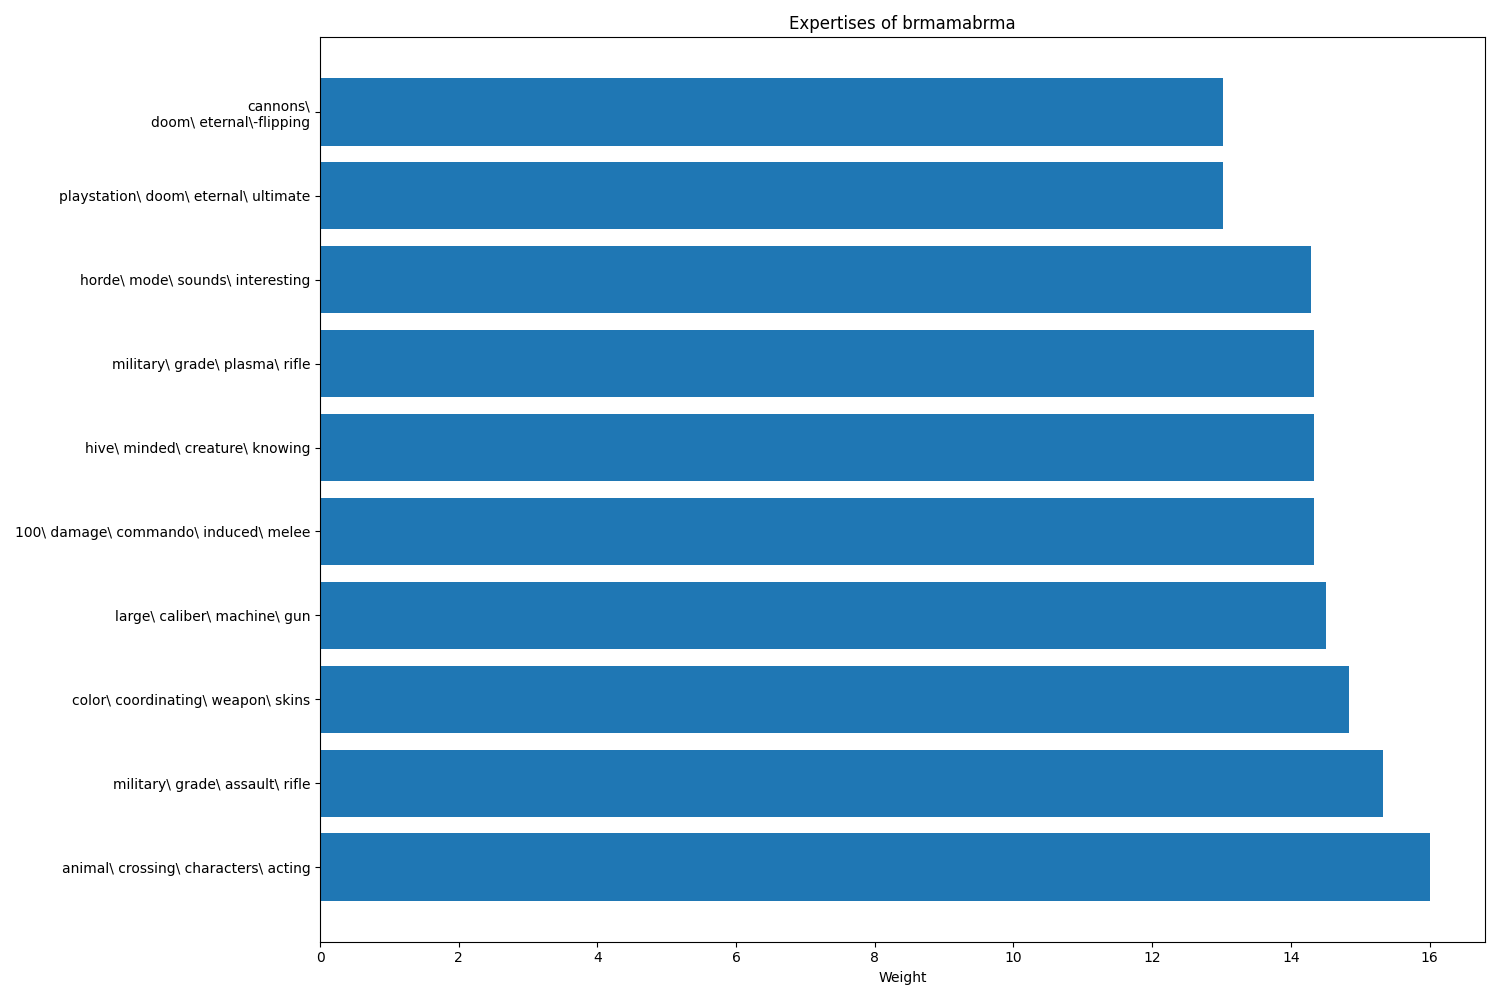 Expertises of brmamabrma
cannons\
doom\ eternal\-flipping
playstation\ doom\ eternal\ ultimate
horde\ mode\ sounds\ interesting
military\ grade\ plasma\ rifle
hive\ minded\ creature\ knowing
100\ damage\ commando\ induced\ melee
large\ caliber\ machine\ gun
color\ coordinating\ weapon\ skins
military\ grade\ assault\ rifle
animal\ crossing\ characters\ acting
0 2 4 6 8 10 12 14 16
Weight